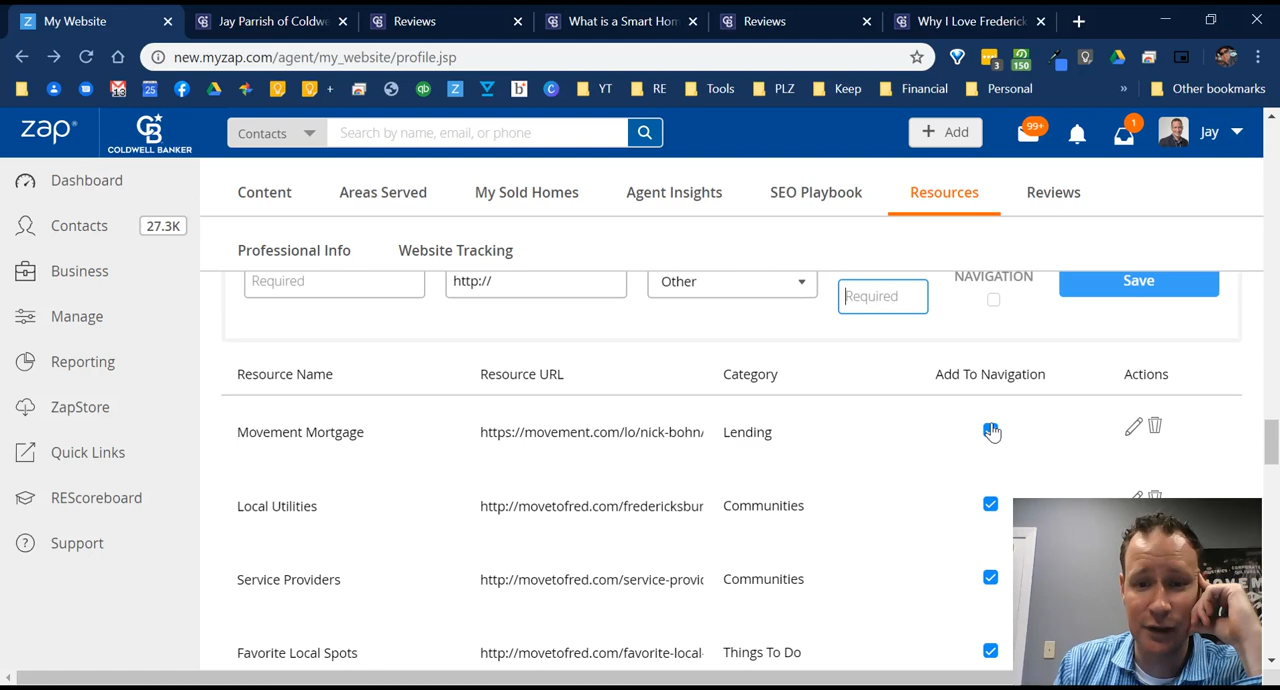 My Website
Jay Parrish of Coldwe
Reviews
What is a Smart Hom
Reviews
Why I Love Frederick
new.myzap.com/agent/my_website/profile.jsp
3
150
25
YT
RE
Tools
PLZ
Keep
Financial
Personal
»
Other bookmarks
zap
CB
COLDWELL BANKER
Contacts
Search by name, email, or phone
+ Add
99+
1
Jay
Dashboard
Contacts
27.3K
Business
Manage
Reporting
ZapStore
Quick Links
REScoreboard
Support
Content
Areas Served
My Sold Homes
Agent Insights
SEO Playbook
Resources
Reviews
Professional Info
Website Tracking
Required
http://
Other
Required
NAVIGATION
Save
Resource Name
Resource URL
Category
Add To Navigation
Actions
Movement Mortgage
https://movement.com/lo/nick-bohn/
Lending
Local Utilities
http://movetofred.com/fredericksbur
Communities
Service Providers
http://movetofred.com/service-provid
Communities
Favorite Local Spots
http://movetofred.com/favorite-local-
Things To Do